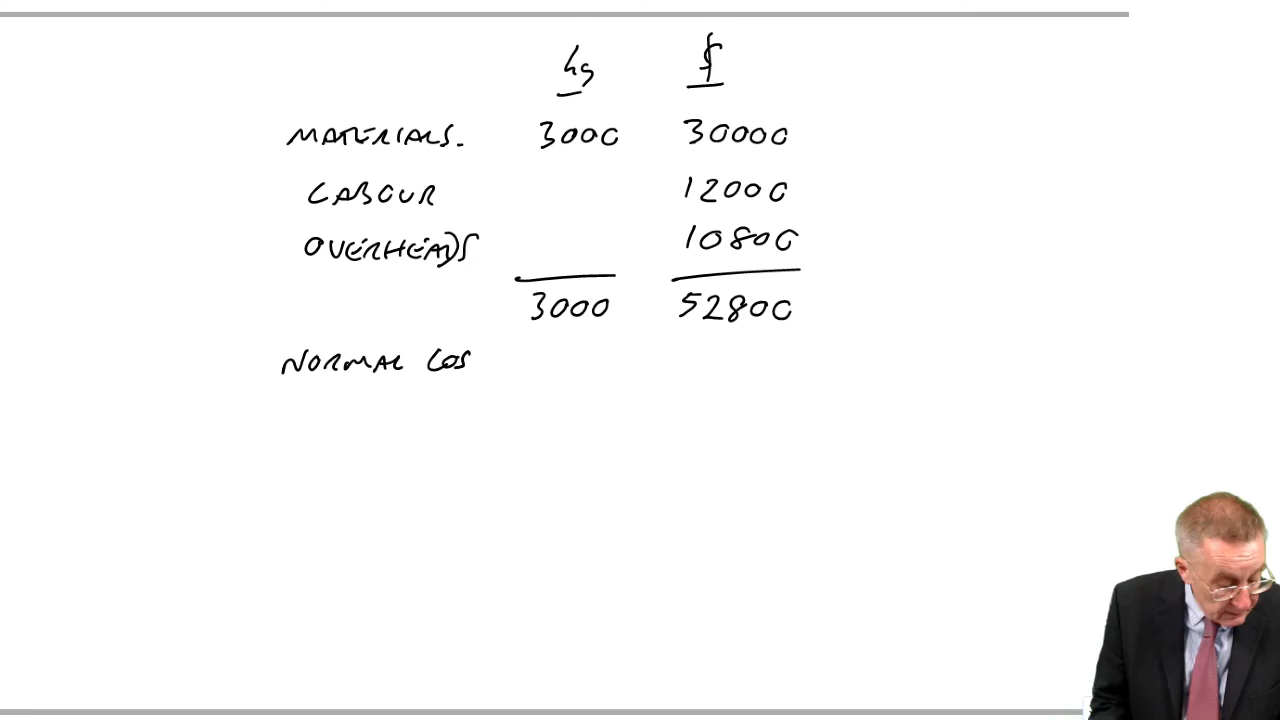 kg $
MATERIALS. 3000 30000
LABOUR 12000
OVERHEADS 10800
3000 52800
NORMAL LOS